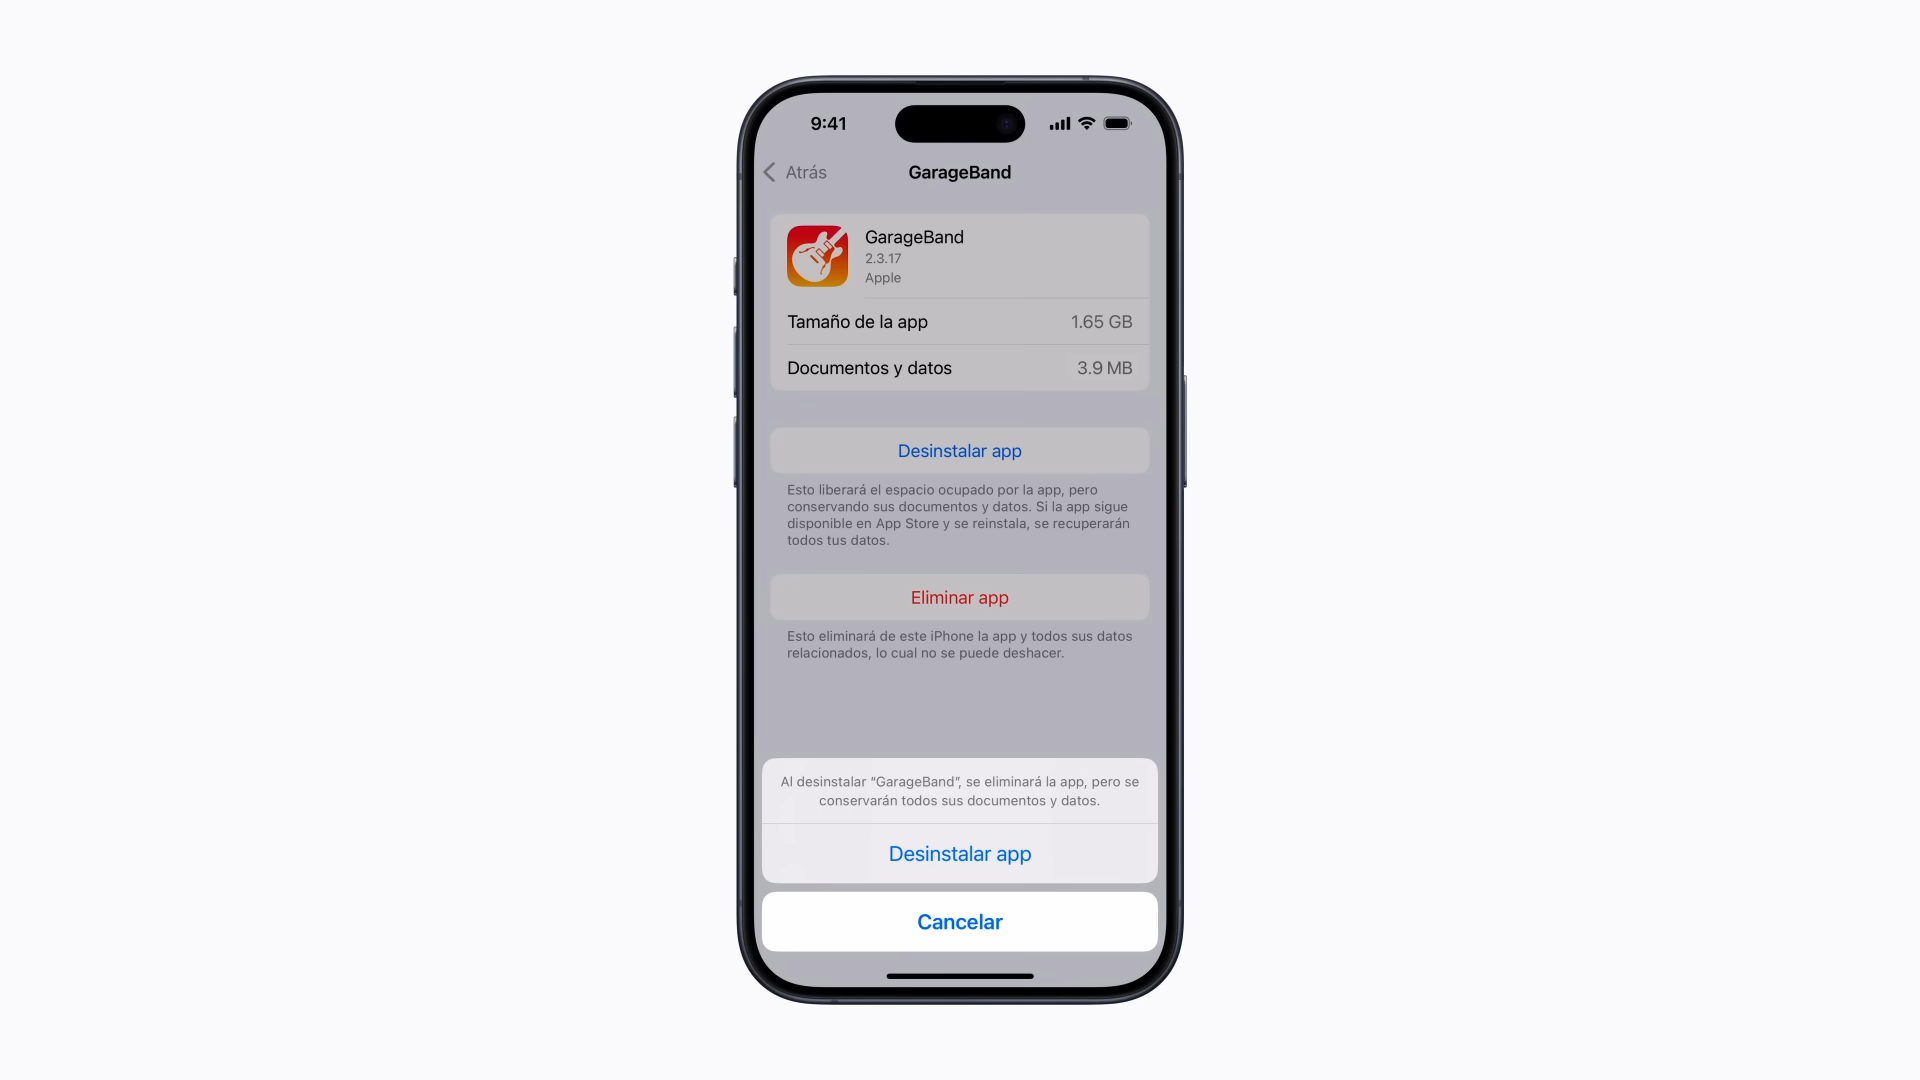 9:41
Atrás
GarageBand
GarageBand
2.3.17
Apple
Tamaño de la app 1.65 GB
Documentos y datos 3.9 MB
Desinstalar app
Esto liberará el espacio ocupado por la app, pero
conservando sus documentos y datos. Si la app sigue
disponible en App Store y se reinstala, se recuperarán
todos tus datos.
Eliminar app
Esto eliminará de este iPhone la app y todos sus datos
relacionados, lo cual no se puede deshacer.
Al desinstalar “GarageBand”, se eliminará la app, pero se
conservarán todos sus documentos y datos.
Desinstalar app
Cancelar